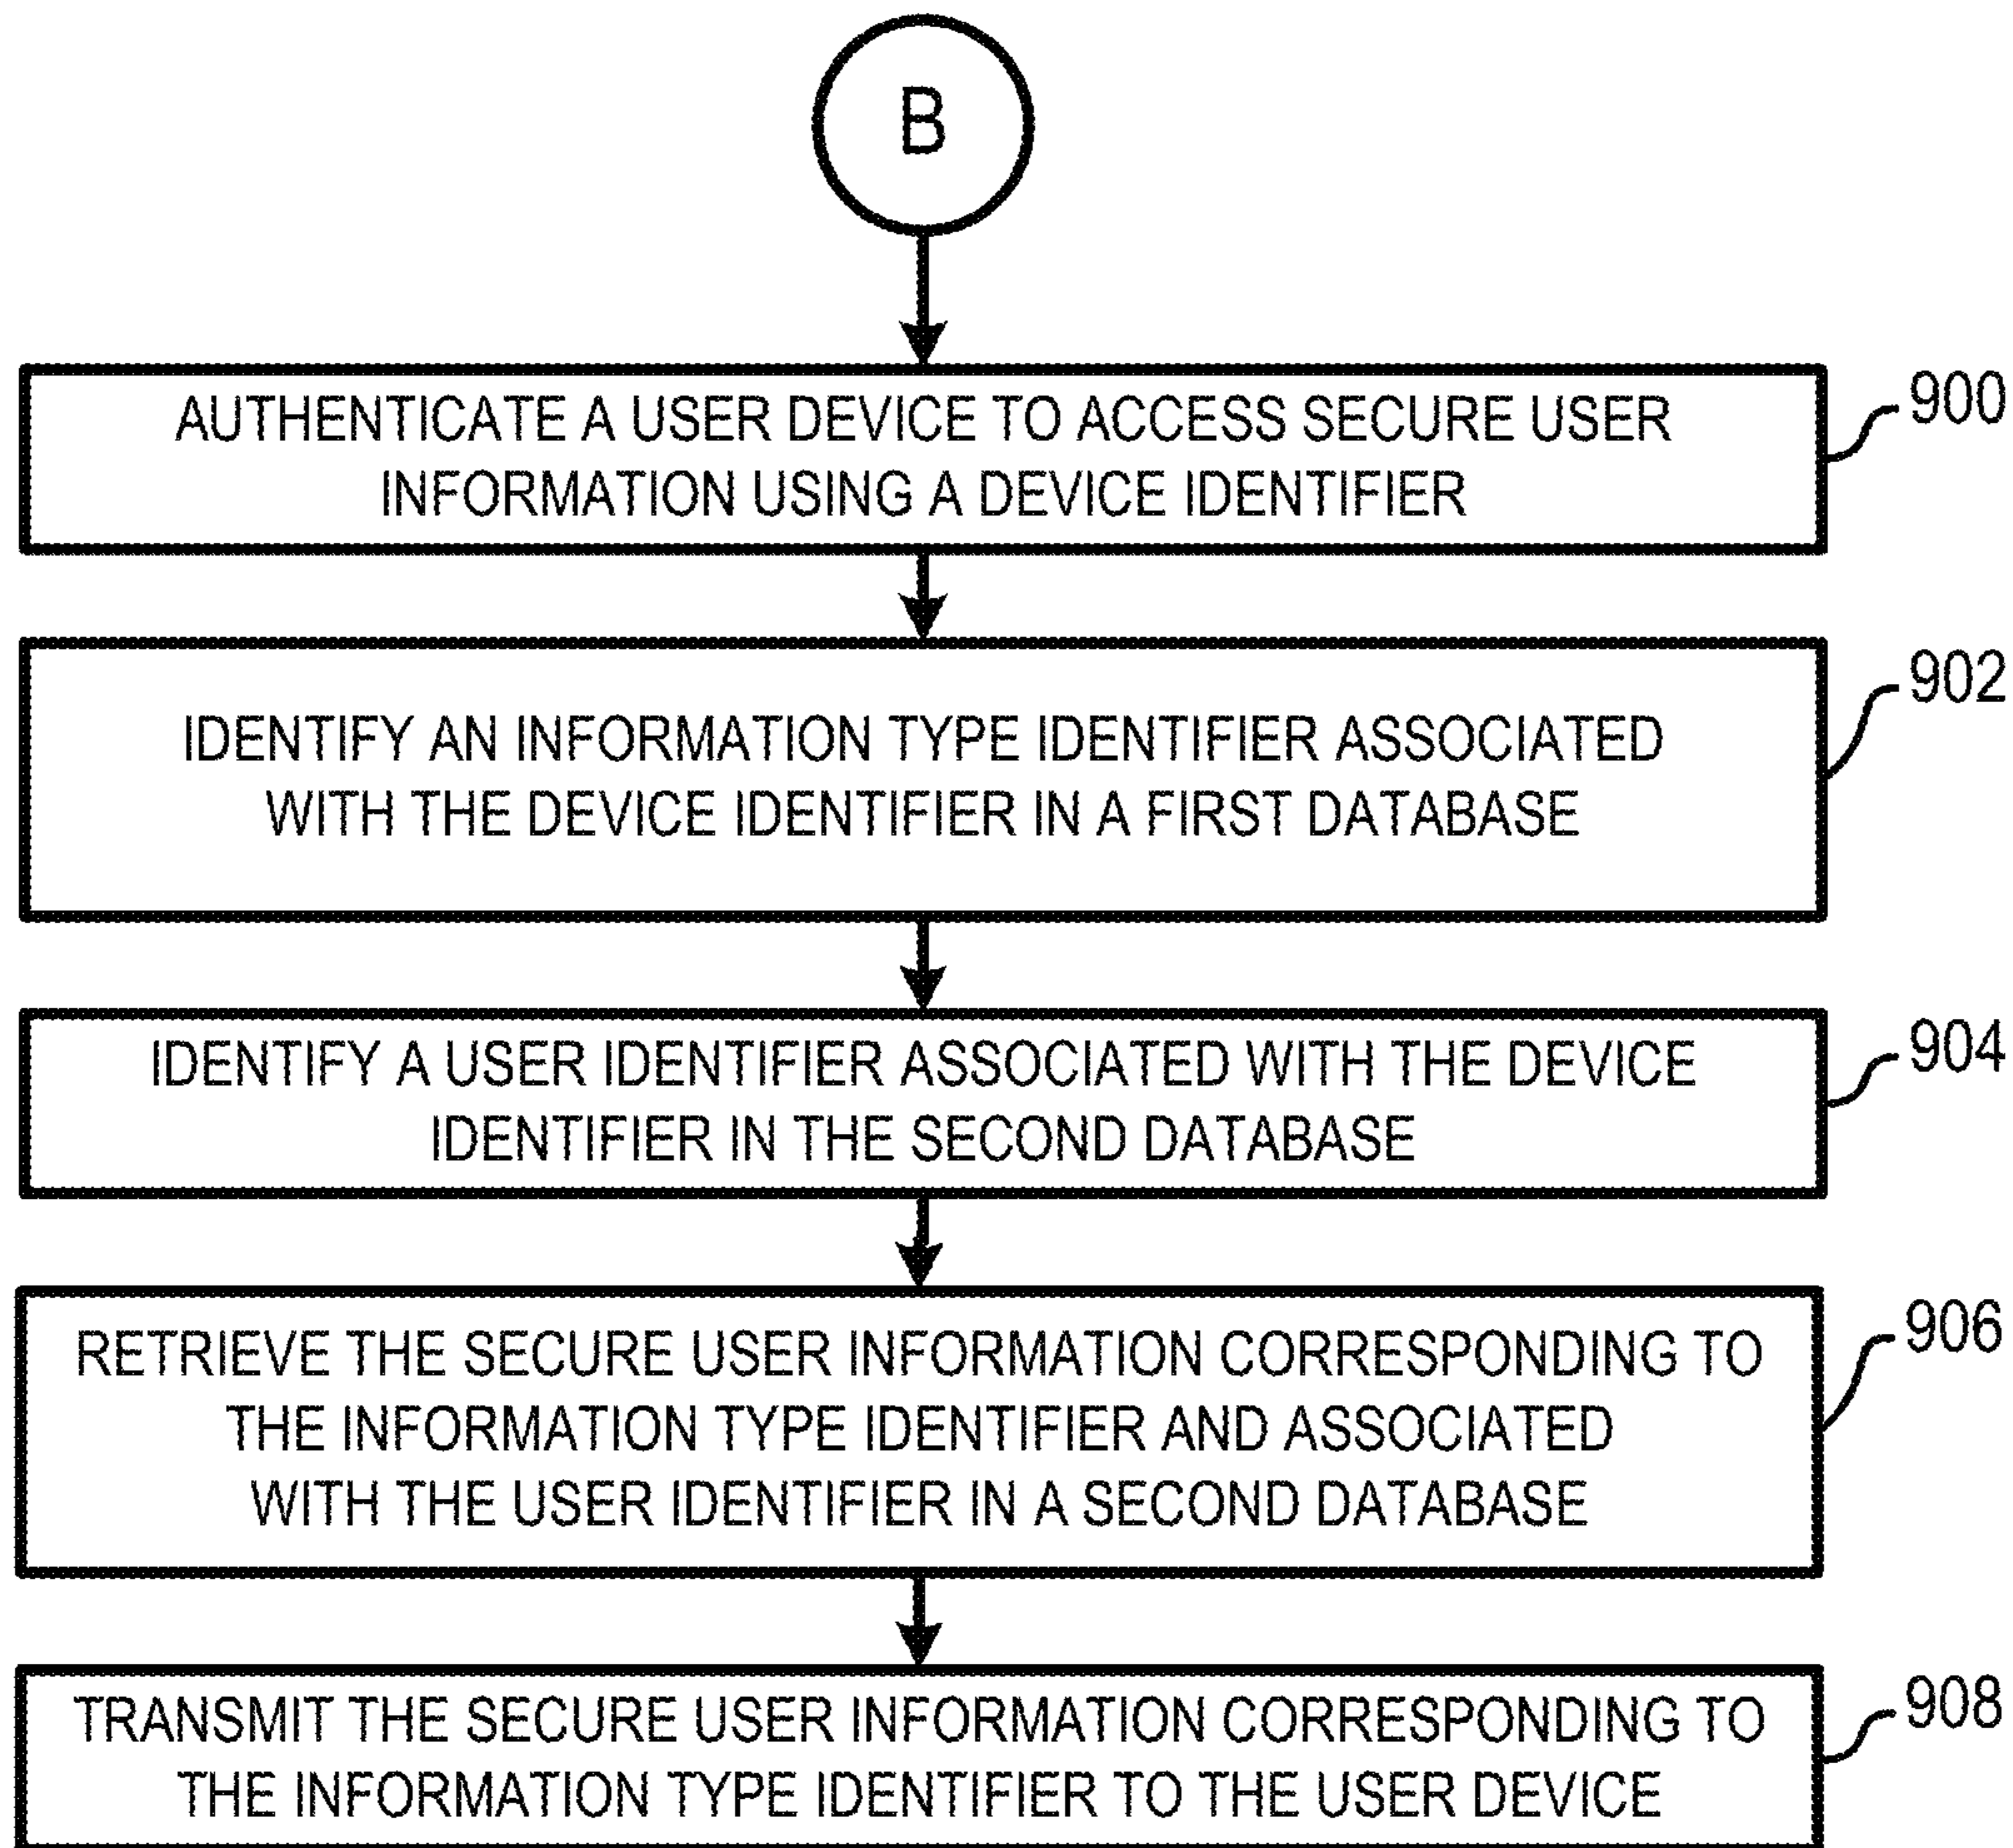 B
AUTHENTICATE A USER DEVICE TO ACCESS SECURE USER
INFORMATION USING A DEVICE IDENTIFIER
900
IDENTIFY AN INFORMATION TYPE IDENTIFIER ASSOCIATED
WITH THE DEVICE IDENTIFIER IN A FIRST DATABASE
902
IDENTIFY A USER IDENTIFIER ASSOCIATED WITH THE DEVICE
IDENTIFIER IN THE SECOND DATABASE
904
RETRIEVE THE SECURE USER INFORMATION CORRESPONDING TO
THE INFORMATION TYPE IDENTIFIER AND ASSOCIATED
WITH THE USER IDENTIFIER IN A SECOND DATABASE
906
TRANSMIT THE SECURE USER INFORMATION CORRESPONDING TO
THE INFORMATION TYPE IDENTIFIER TO THE USER DEVICE
908